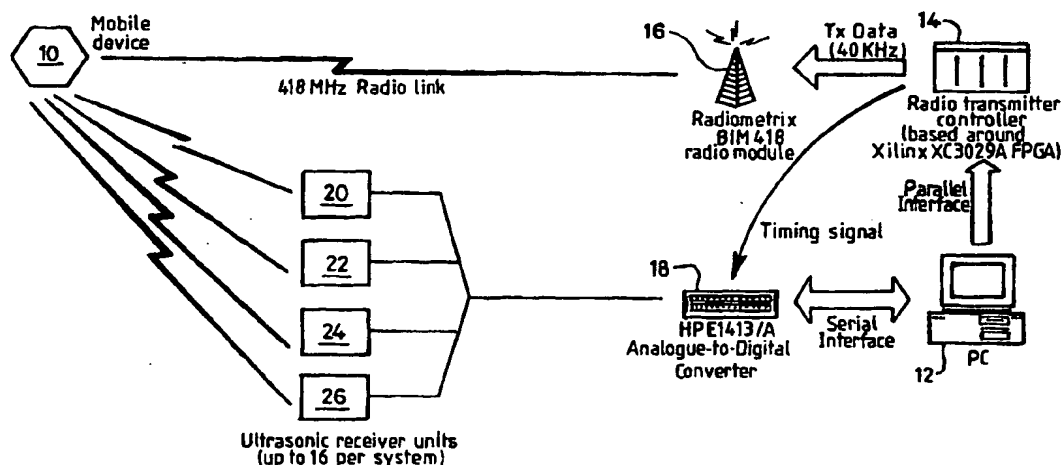 10
Mobile
device
418 MHz Radio link
16
Radiometrix
BIM 418
radio module
Tx Data
(40 KHz)
14
Radio transmitter
controller
(based around
Xilinx XC3029A FPGA)
Parallel
Interface
Timing signal
20
22
24
26
Ultrasonic receiver units
(up to 16 per system)
18
HPE1413/A
Analogue-to-Digital
Converter
Serial
Interface
12
PC